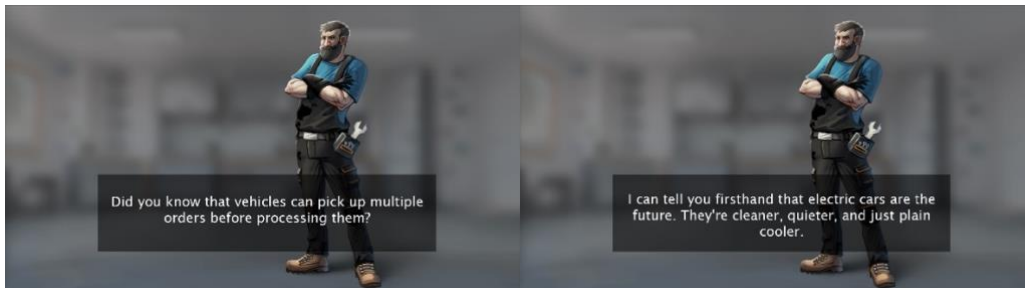 Did you know that vehicles can pick up multiple
orders before processing them?
I can tell you firsthand that electric cars are the
future. They're cleaner, quieter, and just plain
cooler.